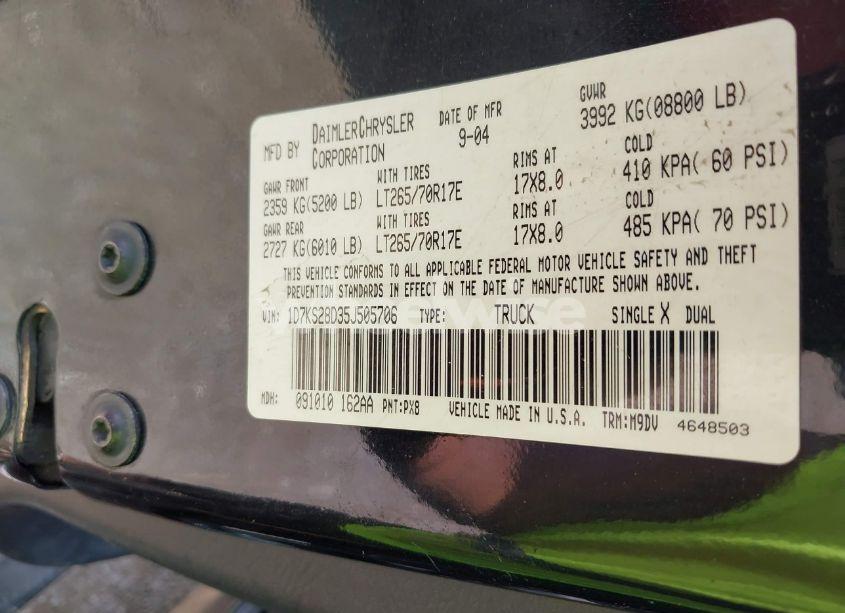 MFD BY DAIMLERCHRYSLER CORPORATION DATE OF MFR 9-04 GVWR 3992 KG(08800 LB)
GAWR FRONT WITH TIRES RIMS AT COLD
2359 KG(5200 LB) LT265/70R17E 17X8.0 410 KPA( 60 PSI)
GAWR REAR WITH TIRES RIMS AT COLD
2727 KG(6010 LB) LT265/70R17E 17X8.0 485 KPA( 70 PSI)
THIS VEHICLE CONFORMS TO ALL APPLICABLE FEDERAL MOTOR VEHICLE SAFETY AND THEFT
PREVENTION STANDARDS IN EFFECT ON THE DATE OF MANUFACTURE SHOWN ABOVE.
VIN: 1D7KS28D35J505706 TYPE: TRUCK SINGLE X DUAL
MDH: 091010 162AA PNT:PX8 VEHICLE MADE IN U.S.A. TRM:M9DV 4648503